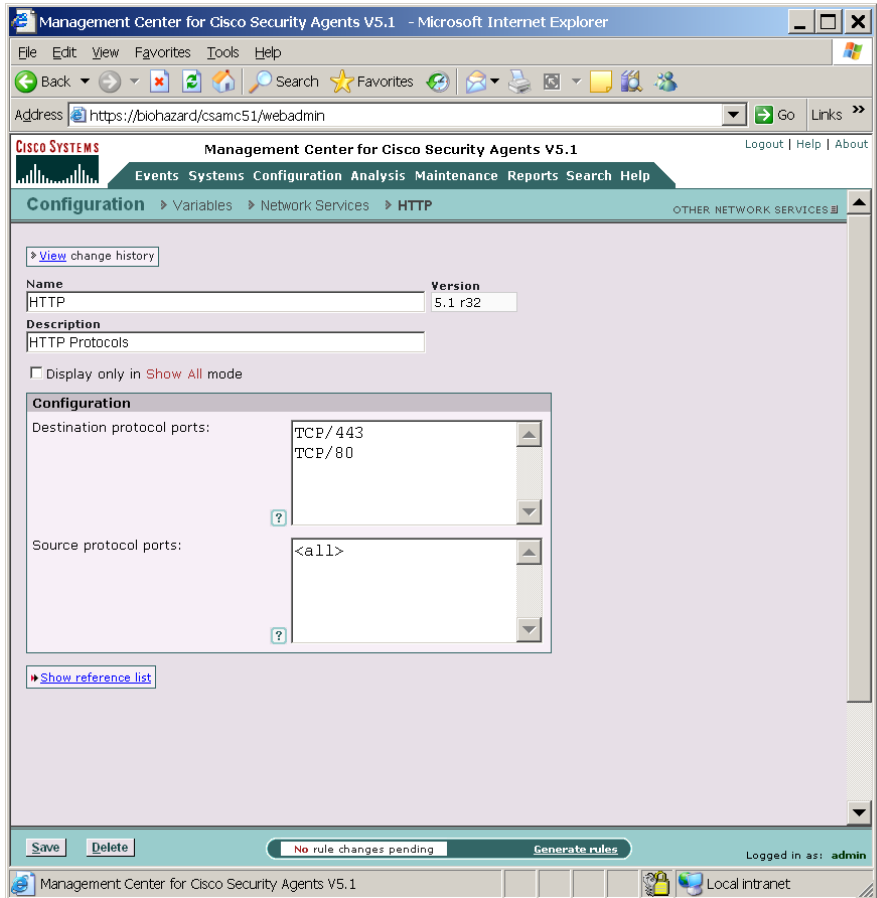 Management Center for Cisco Security Agents V5.1 - Microsoft Internet Explorer
File Edit View Favorites Tools Help
Back Search Favorites
Address https://biohazard/csamc51/webadmin Go Links »
CISCO SYSTEMS Management Center for Cisco Security Agents V5.1 Logout | Help | About
Events Systems Configuration Analysis Maintenance Reports Search Help
Configuration > Variables > Network Services > HTTP OTHER NETWORK SERVICES
View change history
Name Version
HTTP 5.1 r32
Description
HTTP Protocols
Display only in Show All mode
Configuration
Destination protocol ports:
TCP/443
TCP/80
?
Source protocol ports:
<all>
?
Show reference list
Save Delete No rule changes pending Generate rules Logged in as: admin
Management Center for Cisco Security Agents V5.1 Local intranet